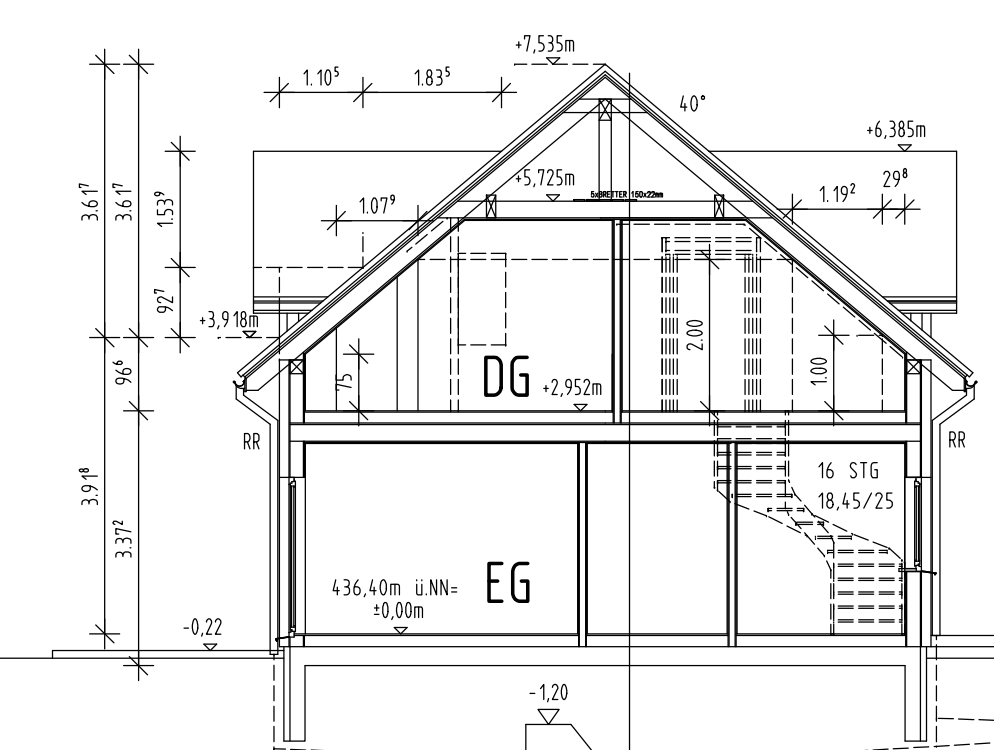 +7,535m
1.10⁵
1.83⁵
40°
+6,385m
3.61⁷
3.61⁷
1.53⁹
+5,725m
5xBRETTER 150x22mm
1.19²
29⁸
1.07⁹
92⁷
+3,918m
2.00
96⁶
75
DG
+2,952m
1.00
RR
RR
3.91⁸
3.37²
16 STG
18,45/25
436,40m ü.NN=
±0,00m
EG
-0,22
-1,20